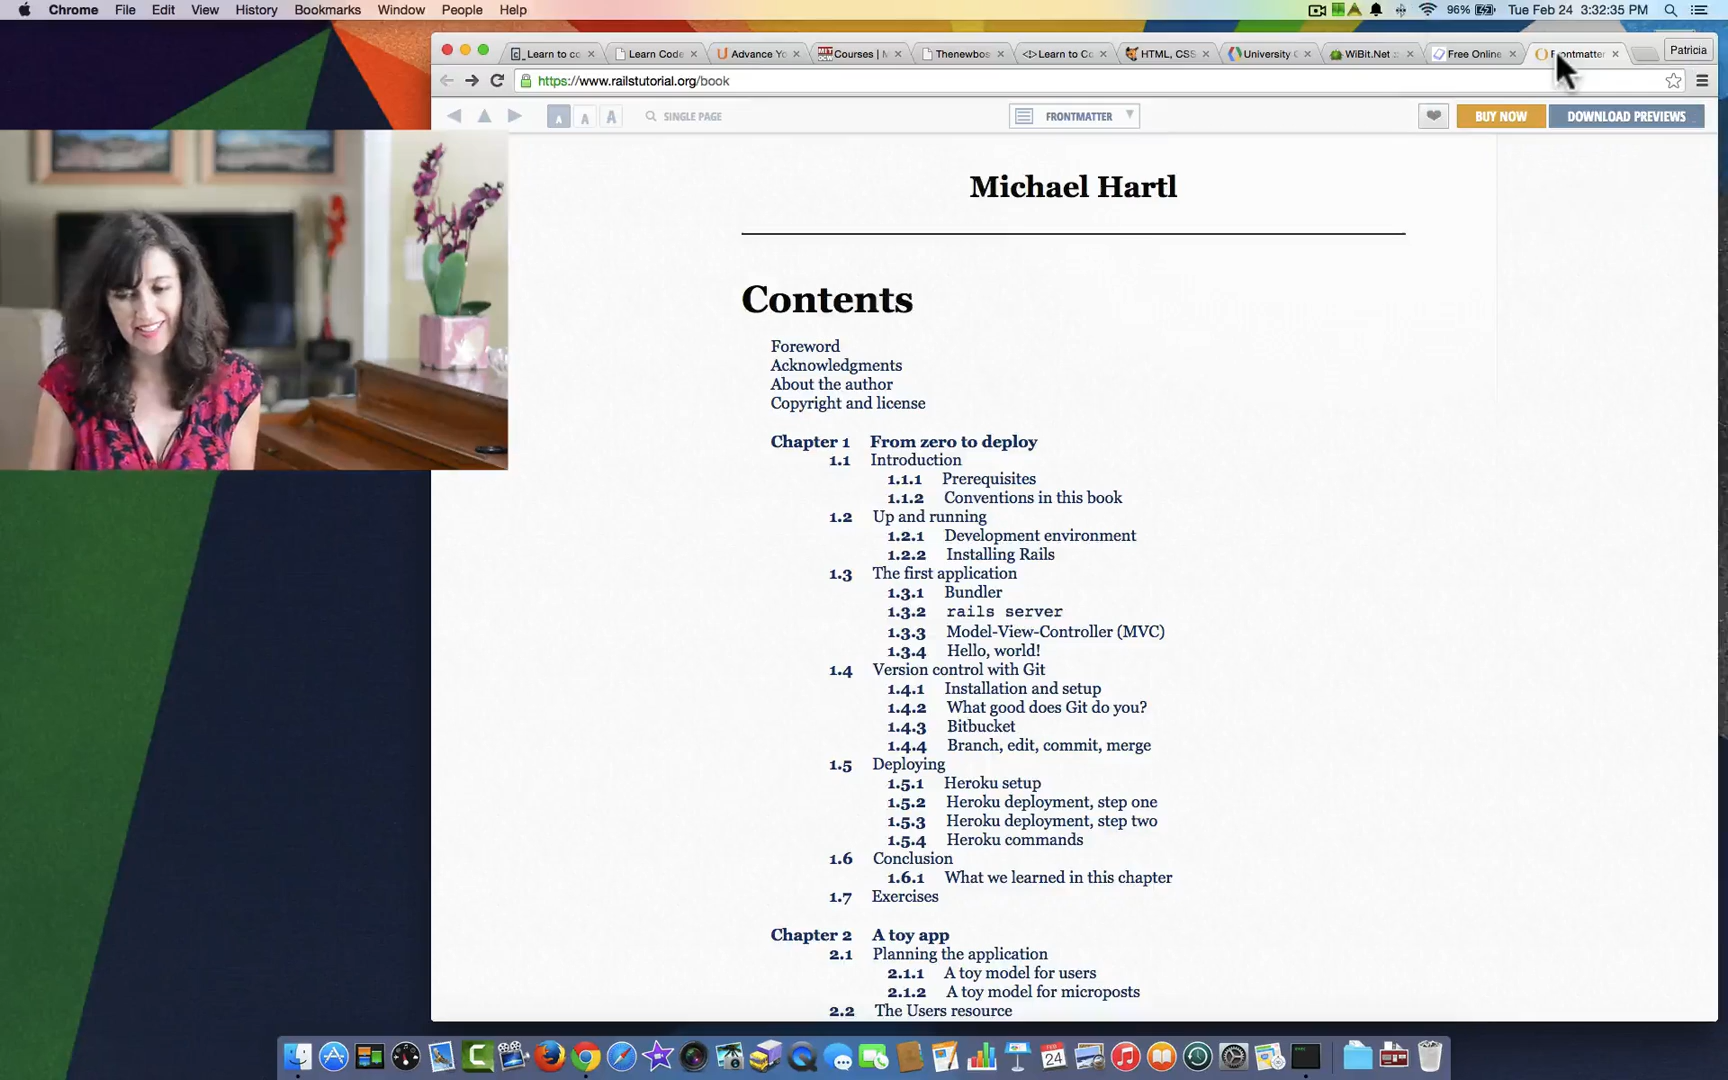 Chrome File Edit View History Bookmarks Window People Help
96% Tue Feb 24 3:32:35 PM
Learn to co Learn Code Advance Yo Courses | M Thenewbos Learn to Co HTML, CSS University WiBit.Net Free Online Frontmatter Patricia
https://www.railstutorial.org/book
SINGLE PAGE FRONTMATTER BUY NOW DOWNLOAD PREVIEWS
Michael Hartl
Contents
Foreword
Acknowledgments
About the author
Copyright and license
Chapter 1 From zero to deploy
1.1 Introduction
1.1.1 Prerequisites
1.1.2 Conventions in this book
1.2 Up and running
1.2.1 Development environment
1.2.2 Installing Rails
1.3 The first application
1.3.1 Bundler
1.3.2 rails server
1.3.3 Model-View-Controller (MVC)
1.3.4 Hello, world!
1.4 Version control with Git
1.4.1 Installation and setup
1.4.2 What good does Git do you?
1.4.3 Bitbucket
1.4.4 Branch, edit, commit, merge
1.5 Deploying
1.5.1 Heroku setup
1.5.2 Heroku deployment, step one
1.5.3 Heroku deployment, step two
1.5.4 Heroku commands
1.6 Conclusion
1.6.1 What we learned in this chapter
1.7 Exercises
Chapter 2 A toy app
2.1 Planning the application
2.1.1 A toy model for users
2.1.2 A toy model for microposts
2.2 The Users resource